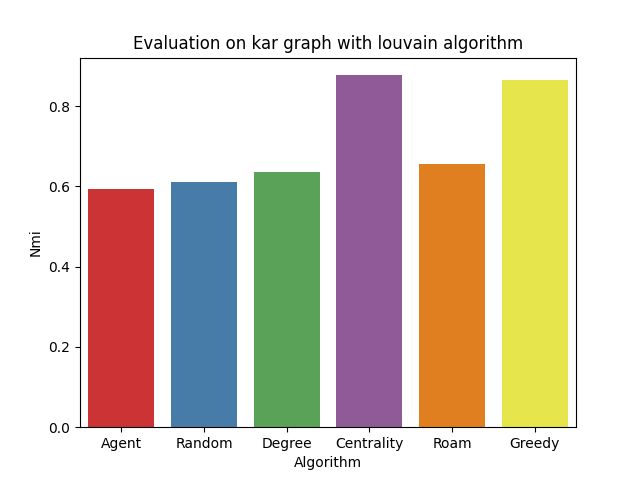 Evaluation on kar graph with louvain algorithm
Nmi
0.8
0.6
0.4
0.2
0.0
Agent Random Degree Centrality Roam Greedy
Algorithm